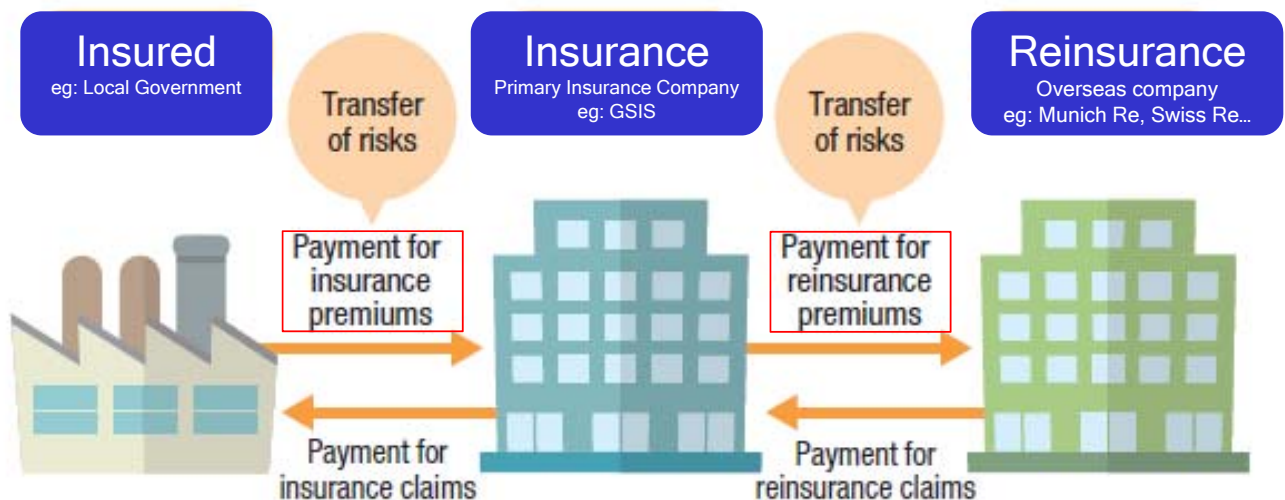 Insured
eg: Local Government
Transfer
of risks
Insurance
Primary Insurance Company
eg: GSIS
Transfer
of risks
Reinsurance
Overseas company
eg: Munich Re, Swiss Re…
Payment for
insurance
premiums
Payment for
reinsurance
premiums
Payment for
insurance claims
Payment for
reinsurance claims